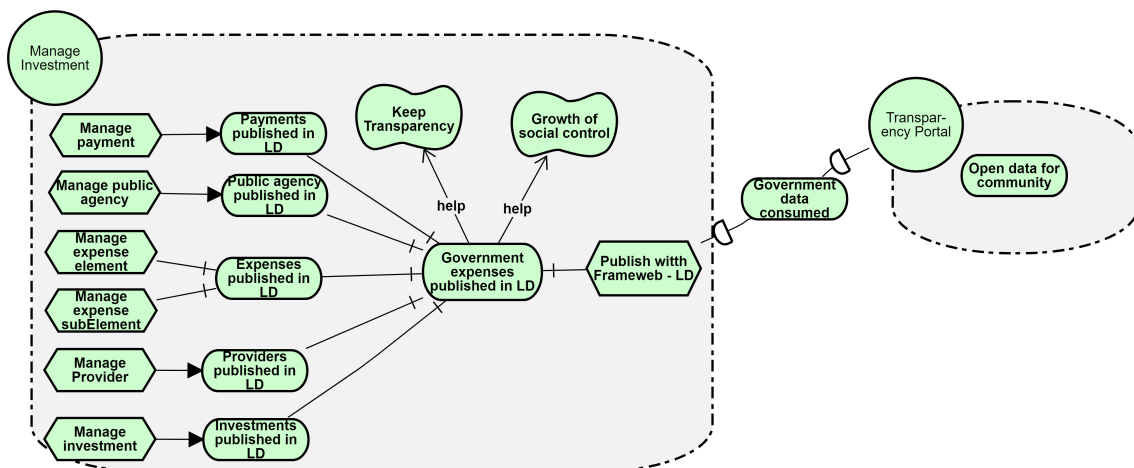 Manage
Investment
Manage
payment
Payments
published in
LD
Keep
Transparency
Growth of
social control
Manage public
agency
Public agency
published in
LD
help
help
Manage
expense
element
Expenses
published in
LD
Government
expenses
published in LD
Publish witth
Frameweb - LD
Manage
expense
subElement
Manage
Provider
Providers
published in
LD
Manage
investment
Investments
published in
LD
Government
data
consumed
Transpar-
ency Portal
Open data for
community